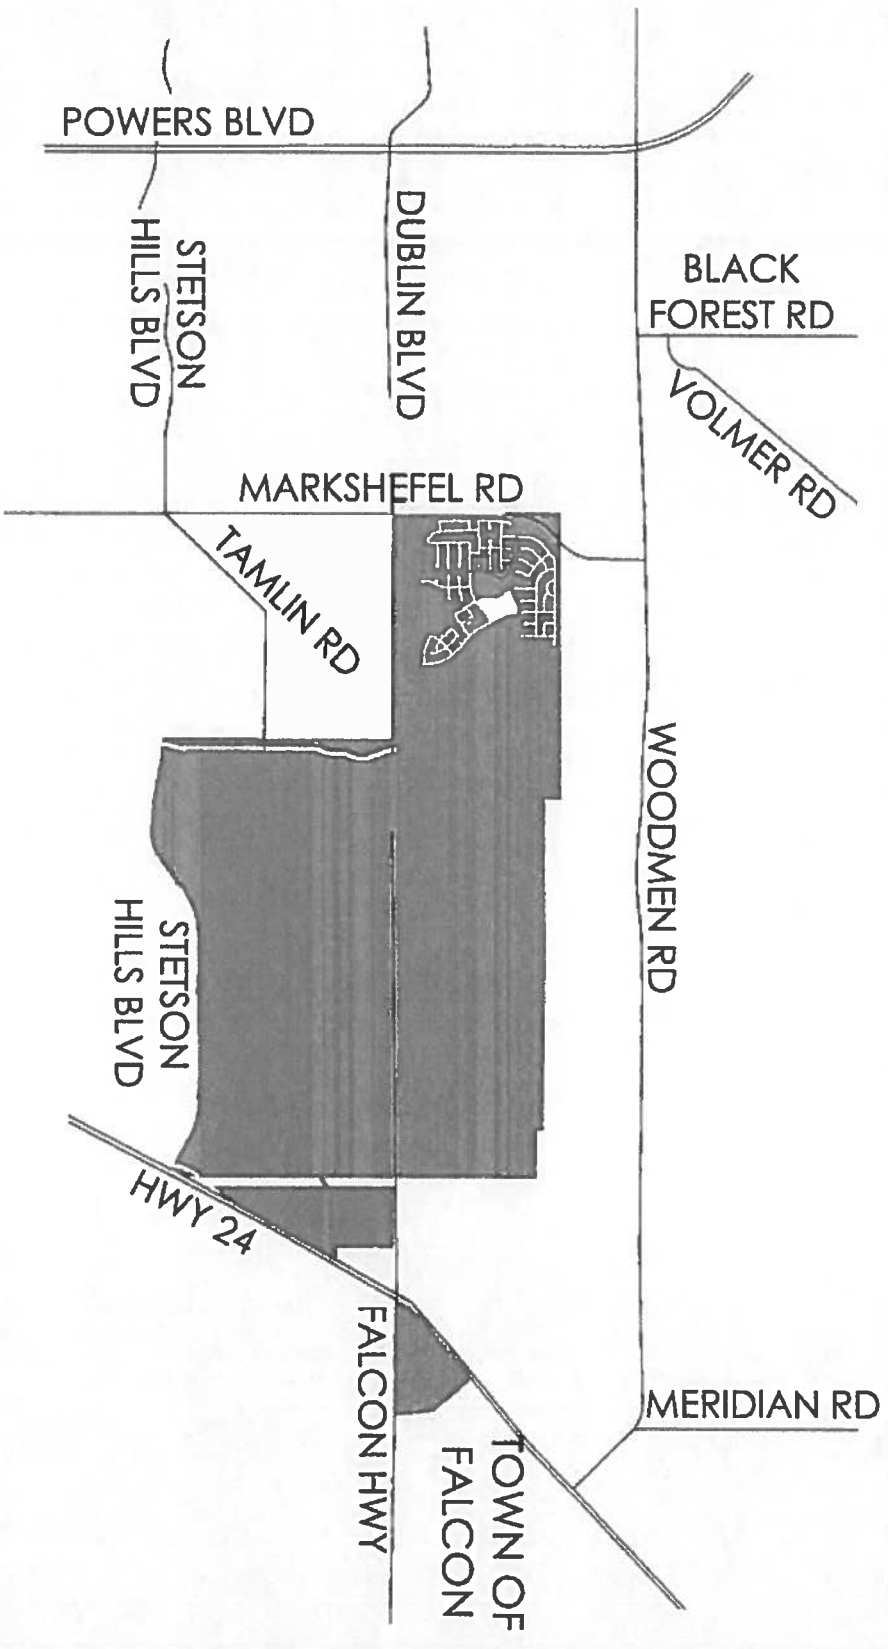 POWERS BLVD
STETSON
HILLS BLVD
DUBLIN BLVD
BLACK
FOREST RD
VOLMER RD
MARKSHEFEL RD
TAMLIN RD
WOODMEN RD
STETSON
HILLS BLVD
HWY 24
FALCON HWY
MERIDIAN RD
TOWN OF
FALCON